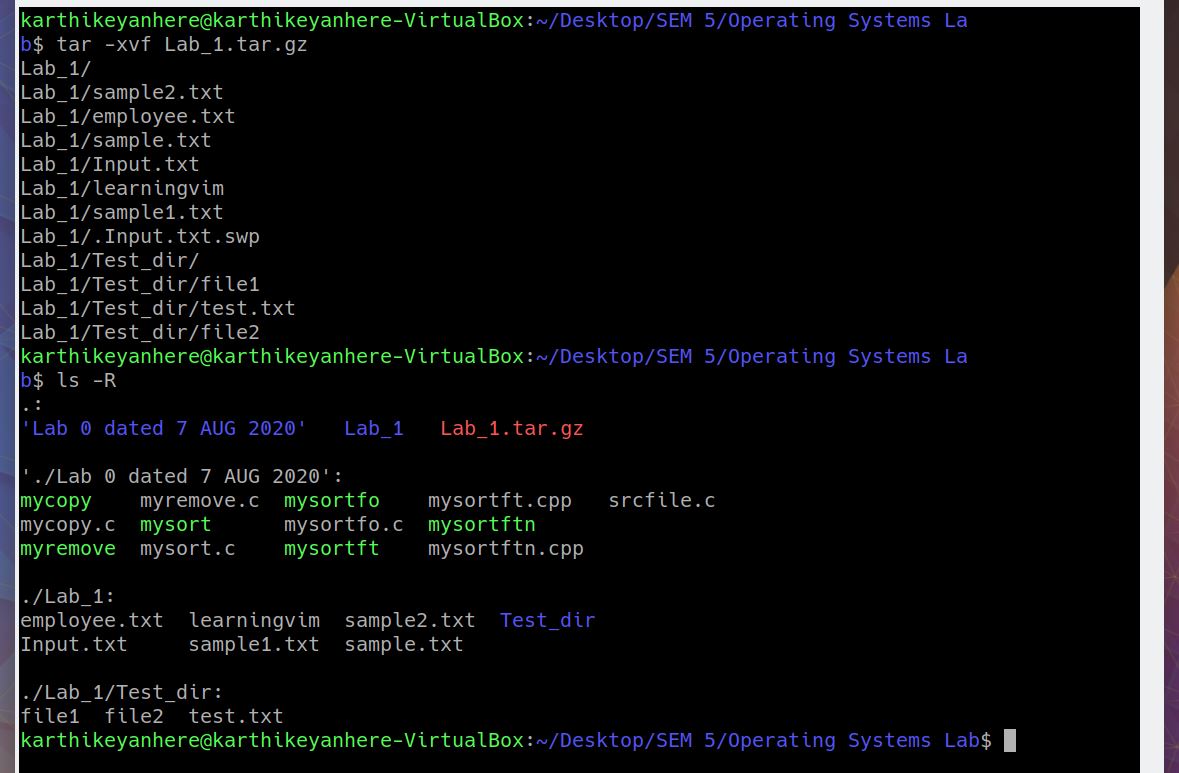 karthikeyanhere@karthikeyanhere-VirtualBox:~/Desktop/SEM 5/Operating Systems La
b$ tar -xvf Lab_1.tar.gz
Lab_1/
Lab_1/sample2.txt
Lab_1/employee.txt
Lab_1/sample.txt
Lab_1/Input.txt
Lab_1/learningvim
Lab_1/sample1.txt
Lab_1/.Input.txt.swp
Lab_1/Test_dir/
Lab_1/Test_dir/file1
Lab_1/Test_dir/test.txt
Lab_1/Test_dir/file2
karthikeyanhere@karthikeyanhere-VirtualBox:~/Desktop/SEM 5/Operating Systems La
b$ ls -R
.:
'Lab 0 dated 7 AUG 2020'   Lab_1   Lab_1.tar.gz

'./Lab 0 dated 7 AUG 2020':
mycopy    myremove.c  mysortfo    mysortft.cpp   srcfile.c
mycopy.c  mysort      mysortfo.c  mysortftn
myremove  mysort.c    mysortft    mysortftn.cpp

./Lab_1:
employee.txt  learningvim  sample2.txt  Test_dir
Input.txt     sample1.txt  sample.txt

./Lab_1/Test_dir:
file1  file2  test.txt
karthikeyanhere@karthikeyanhere-VirtualBox:~/Desktop/SEM 5/Operating Systems Lab$